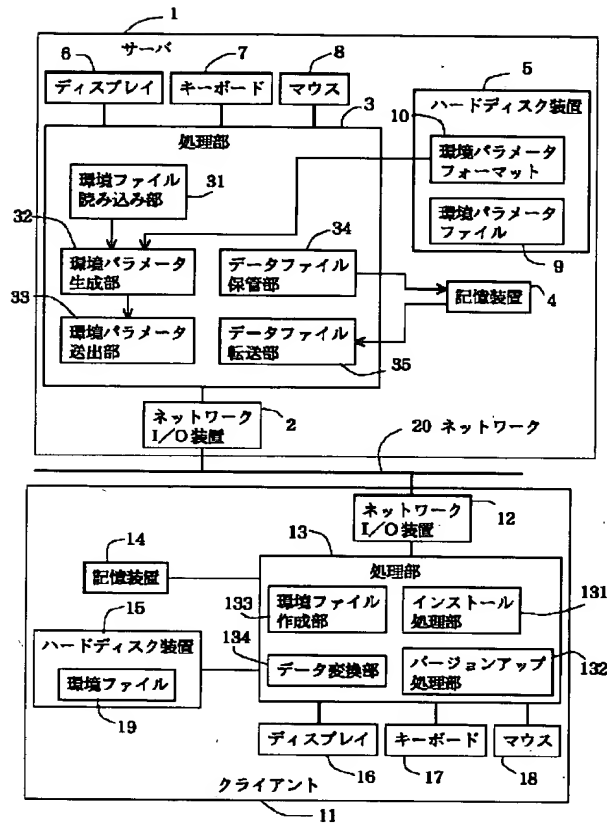 1
サーバ
6
7
8
ディスプレイ
キーボード
マウス
3
5
ハードディスク装置
処理部
10
環境パラメータ
フォーマット
環境ファイル
読み込み部
31
32
34
環境パラメータ
ファイル
環境パラメータ
生成部
データファイル
保管部
9
33
記憶装置
4
環境パラメータ
送出部
データファイル
転送部
35
ネットワーク
I/O装置
2
20 ネットワーク
ネットワーク
I/O装置
12
14
13
記憶装置
処理部
133
環境ファイル
作成部
インストール
処理部
131
15
ハードディスク装置
134
環境ファイル
データ変換部
バージョンアップ
処理部
132
19
ディスプレイ
キーボード
マウス
16
17
18
クライアント
11